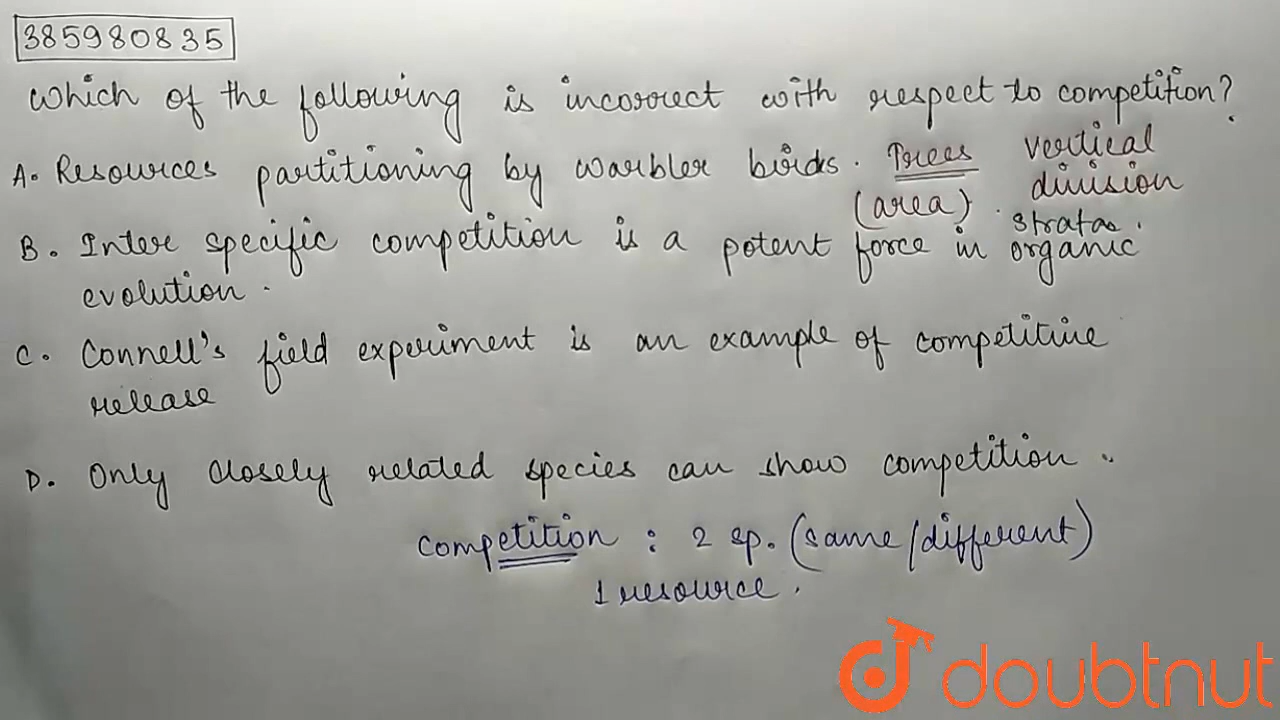 385980835
Which of the following is incorrect with respect to competition?
A. Resources partitioning by warbler birds. Trees vertical
(area). division
stratas.
B. Inter specific competition is a potent force in organic
evolution.
C. Connell's field experiment is an example of competitive
release
D. Only closely related species can show competition.
competition : 2 sp. (same/different)
1 resource.
doubtnut